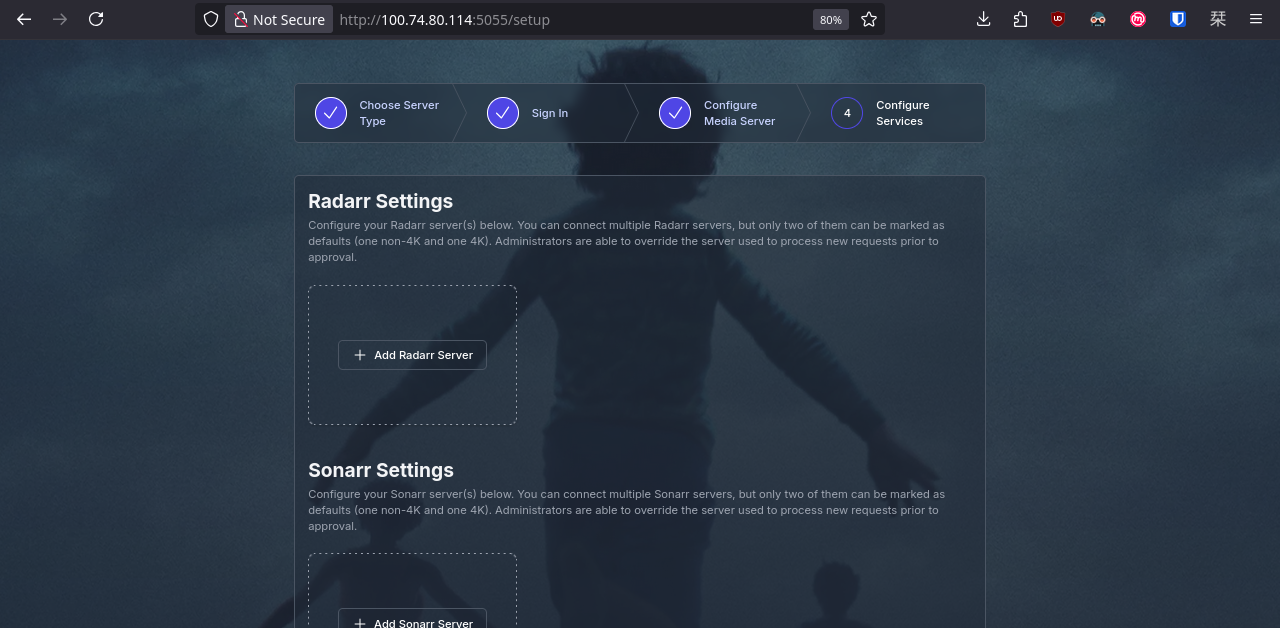 Not Secure
http://100.74.80.114:5055/setup
80%
UD
m
栞
Choose Server
Type
Sign In
Configure
Media Server
4
Configure
Services
Radarr Settings
Configure your Radarr server(s) below. You can connect multiple Radarr servers, but only two of them can be marked as
defaults (one non-4K and one 4K). Administrators are able to override the server used to process new requests prior to
approval.
Add Radarr Server
Sonarr Settings
Configure your Sonarr server(s) below. You can connect multiple Sonarr servers, but only two of them can be marked as
defaults (one non-4K and one 4K). Administrators are able to override the server used to process new requests prior to
approval.
Add Sonarr Server